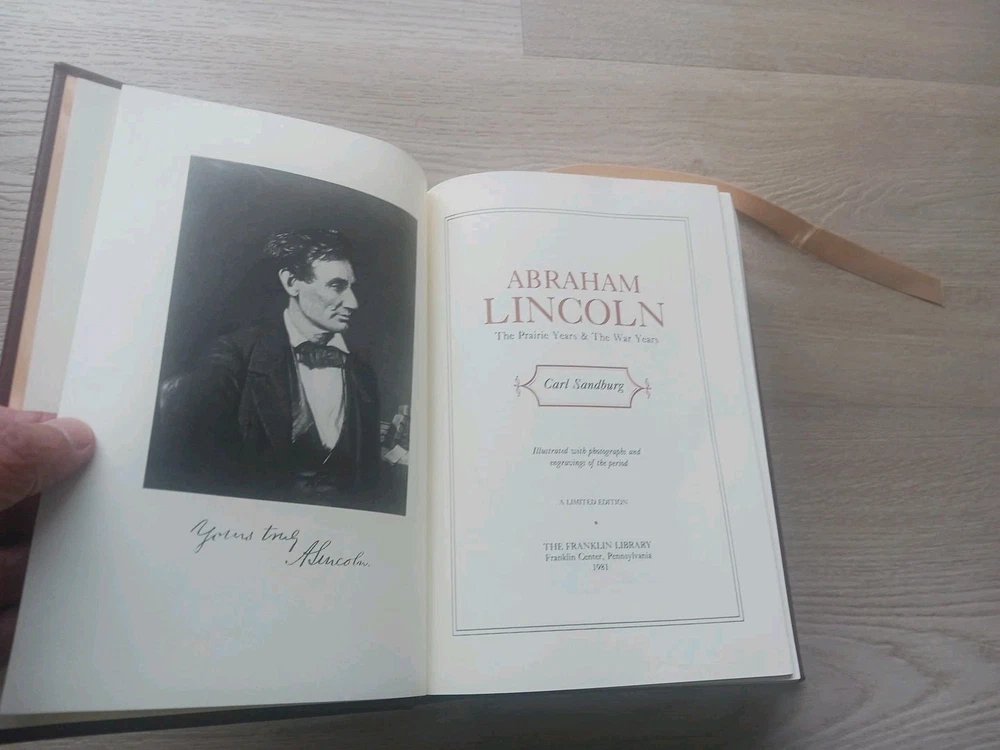 Yours truly
A Lincoln.
ABRAHAM
LINCOLN
The Prairie Years & The War Years
Carl Sandburg
Illustrated with photographs and
engravings of the period
A LIMITED EDITION
THE FRANKLIN LIBRARY
Franklin Center, Pennsylvania
1981